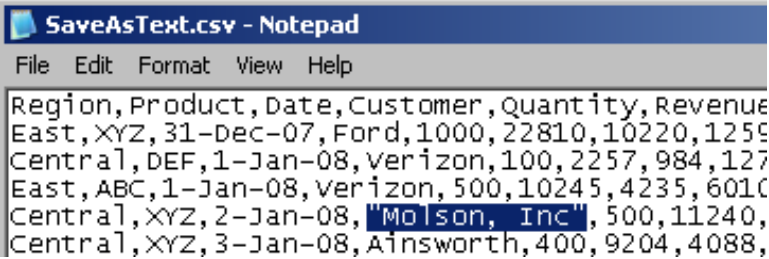 SaveAsText.csv - Notepad
File Edit Format View Help
Region,Product,Date,Customer,Quantity,Revenue
East,XYZ,31-Dec-07,Ford,1000,22810,10220,1259
Central,DEF,1-Jan-08,Verizon,100,2257,984,127
East,ABC,1-Jan-08,Verizon,500,10245,4235,6010
Central,XYZ,2-Jan-08,"Molson, Inc",500,11240,
Central,XYZ,3-Jan-08,Ainsworth,400,9204,4088,